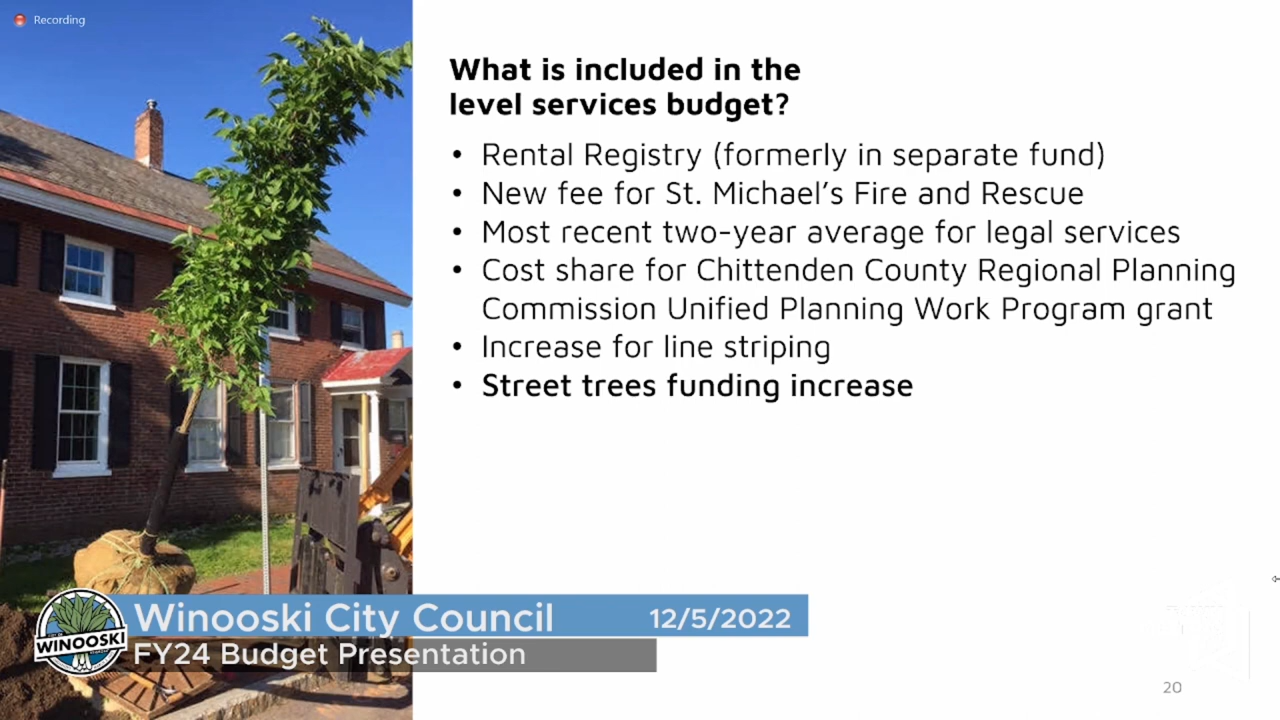 Recording
What is included in the
level services budget?
• Rental Registry (formerly in separate fund)
• New fee for St. Michael’s Fire and Rescue
• Most recent two-year average for legal services
• Cost share for Chittenden County Regional Planning
Commission Unified Planning Work Program grant
• Increase for line striping
• Street trees funding increase
WINOOSKI
Winooski City Council 12/5/2022
FY24 Budget Presentation
20